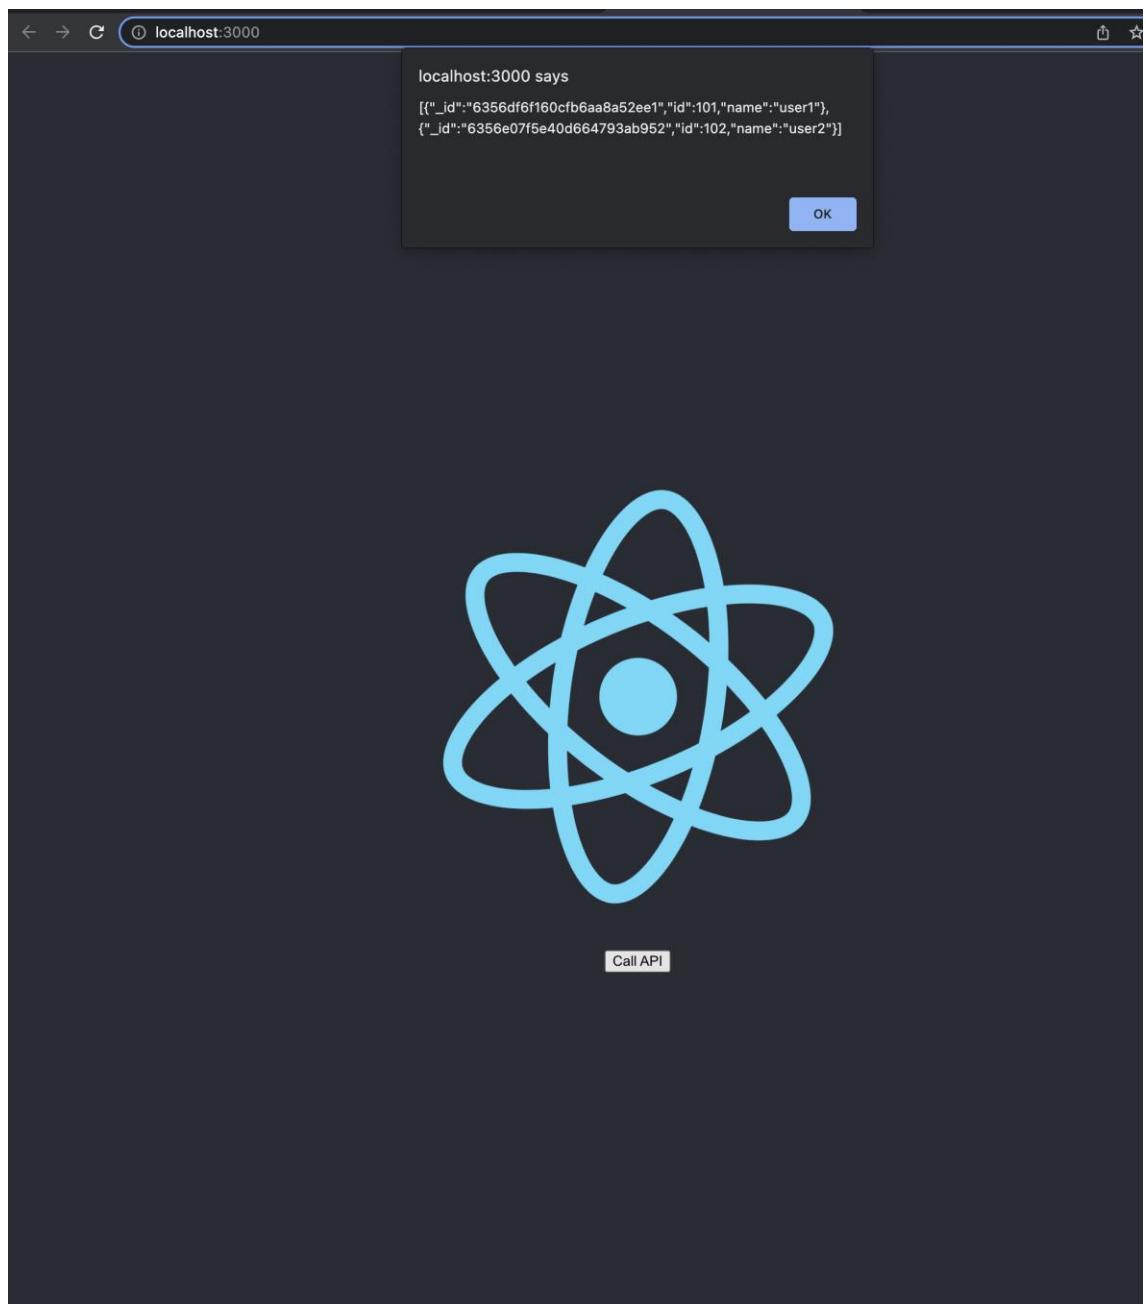 localhost:3000
localhost:3000 says
[{"_id":"6356df6f160cfb6aa8a52ee1","id":101,"name":"user1"},
{"_id":"6356e07f5e40d664793ab952","id":102,"name":"user2"}]
OK
Call API